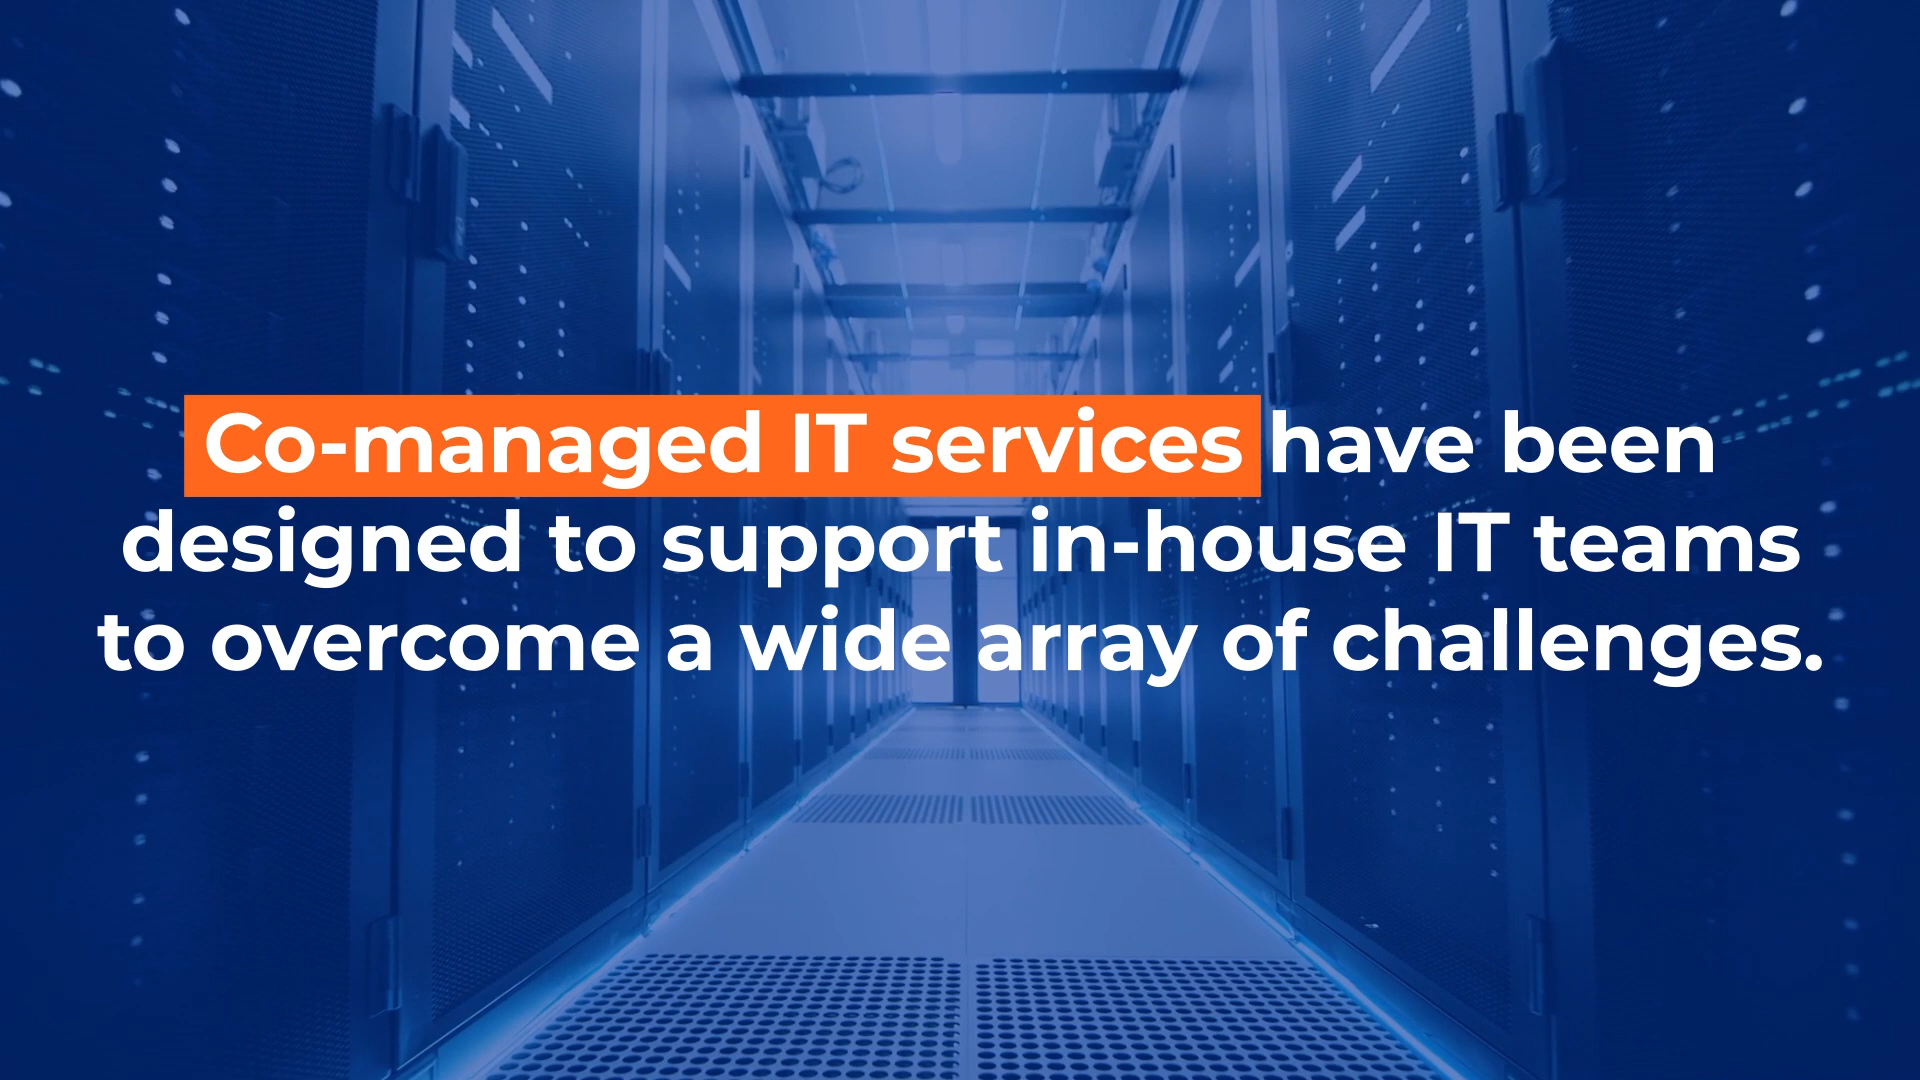 Co-managed IT services have been
designed to support in-house IT teams
to overcome a wide array of challenges.